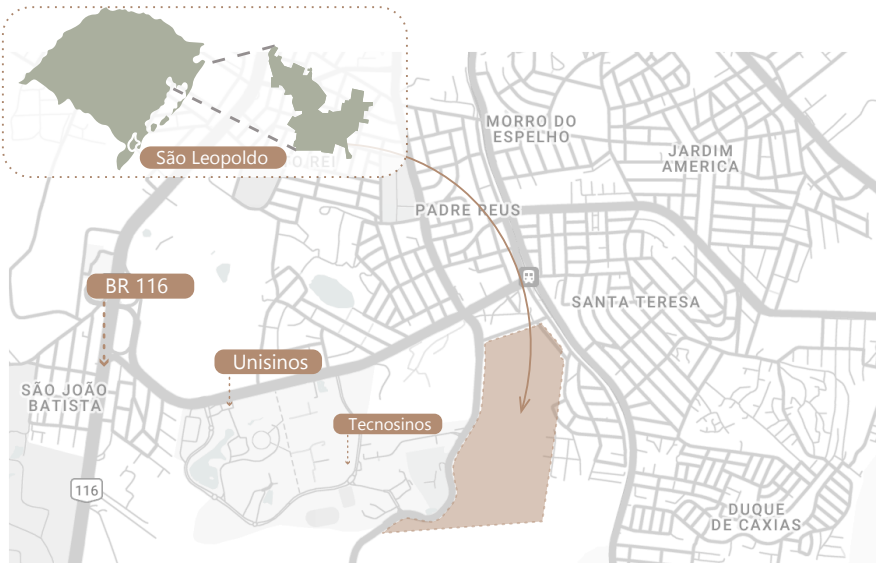 São Leopoldo
MORRO DO
ESPELHO
JARDIM
AMERICA
PADRE REUS
BR 116
SANTA TERESA
Unisinos
SÃO JOÃO
BATISTA
Tecnosinos
116
DUQUE
DE CAXIAS